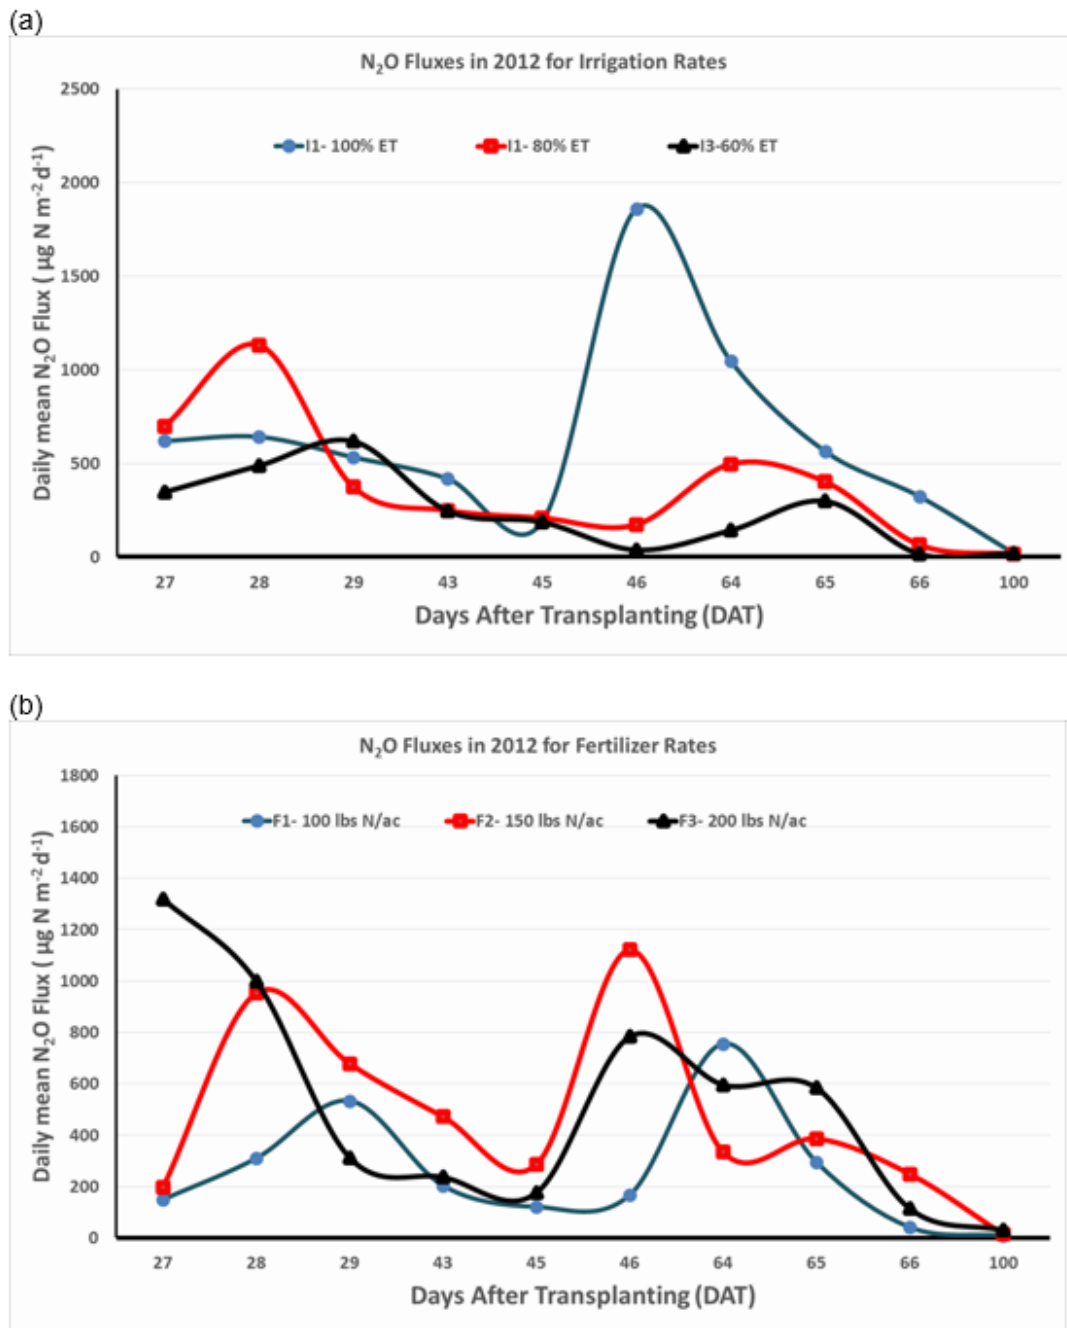 (a)
N₂O Fluxes in 2012 for Irrigation Rates
2500
I1- 100% ET I1- 80% ET I3-60% ET
2000
1500
1000
500
0
Daily mean N₂O Flux ( µg N m⁻² d⁻¹)
27 28 29 43 45 46 64 65 66 100
Days After Transplanting (DAT)
(b)
N₂O Fluxes in 2012 for Fertilizer Rates
1800
F1- 100 lbs N/ac F2- 150 lbs N/ac F3- 200 lbs N/ac
1600
1400
1200
1000
800
600
400
200
0
Daily mean N₂O Flux ( µg N m⁻² d⁻¹)
27 28 29 43 45 46 64 65 66 100
Days After Transplanting (DAT)